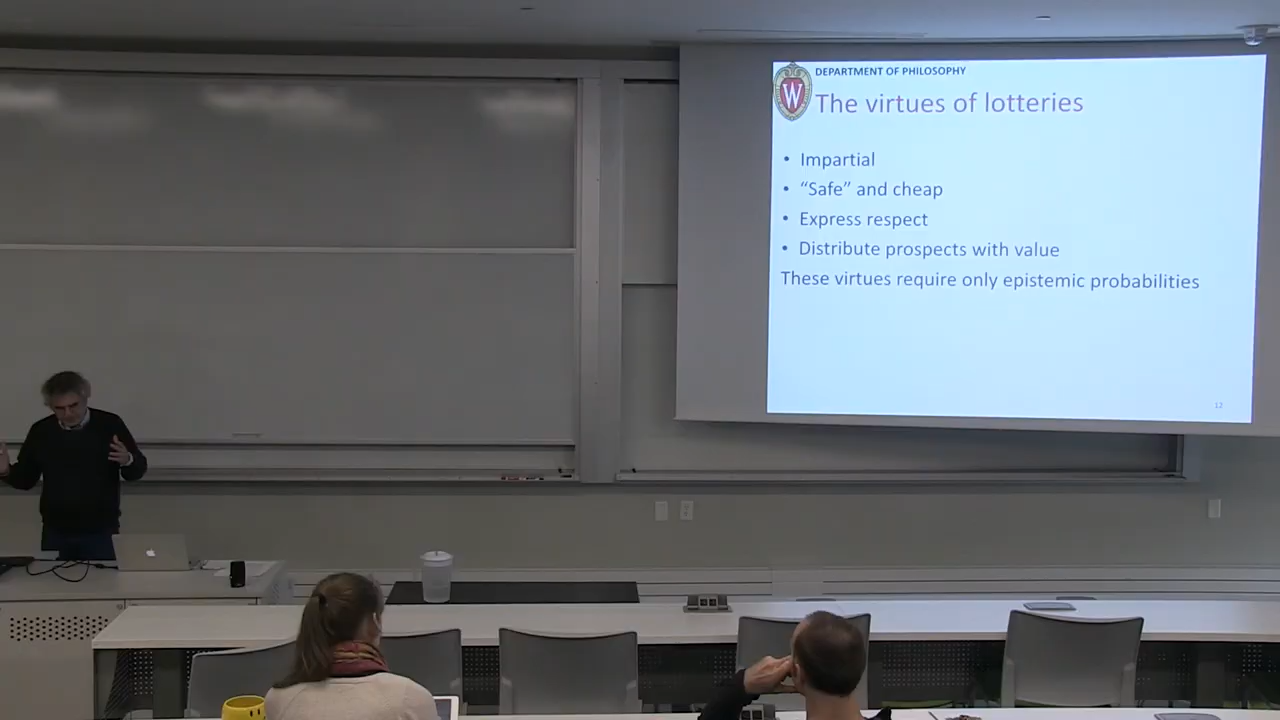 DEPARTMENT OF PHILOSOPHY
W
The virtues of lotteries
• Impartial
• “Safe” and cheap
• Express respect
• Distribute prospects with value
These virtues require only epistemic probabilities
12